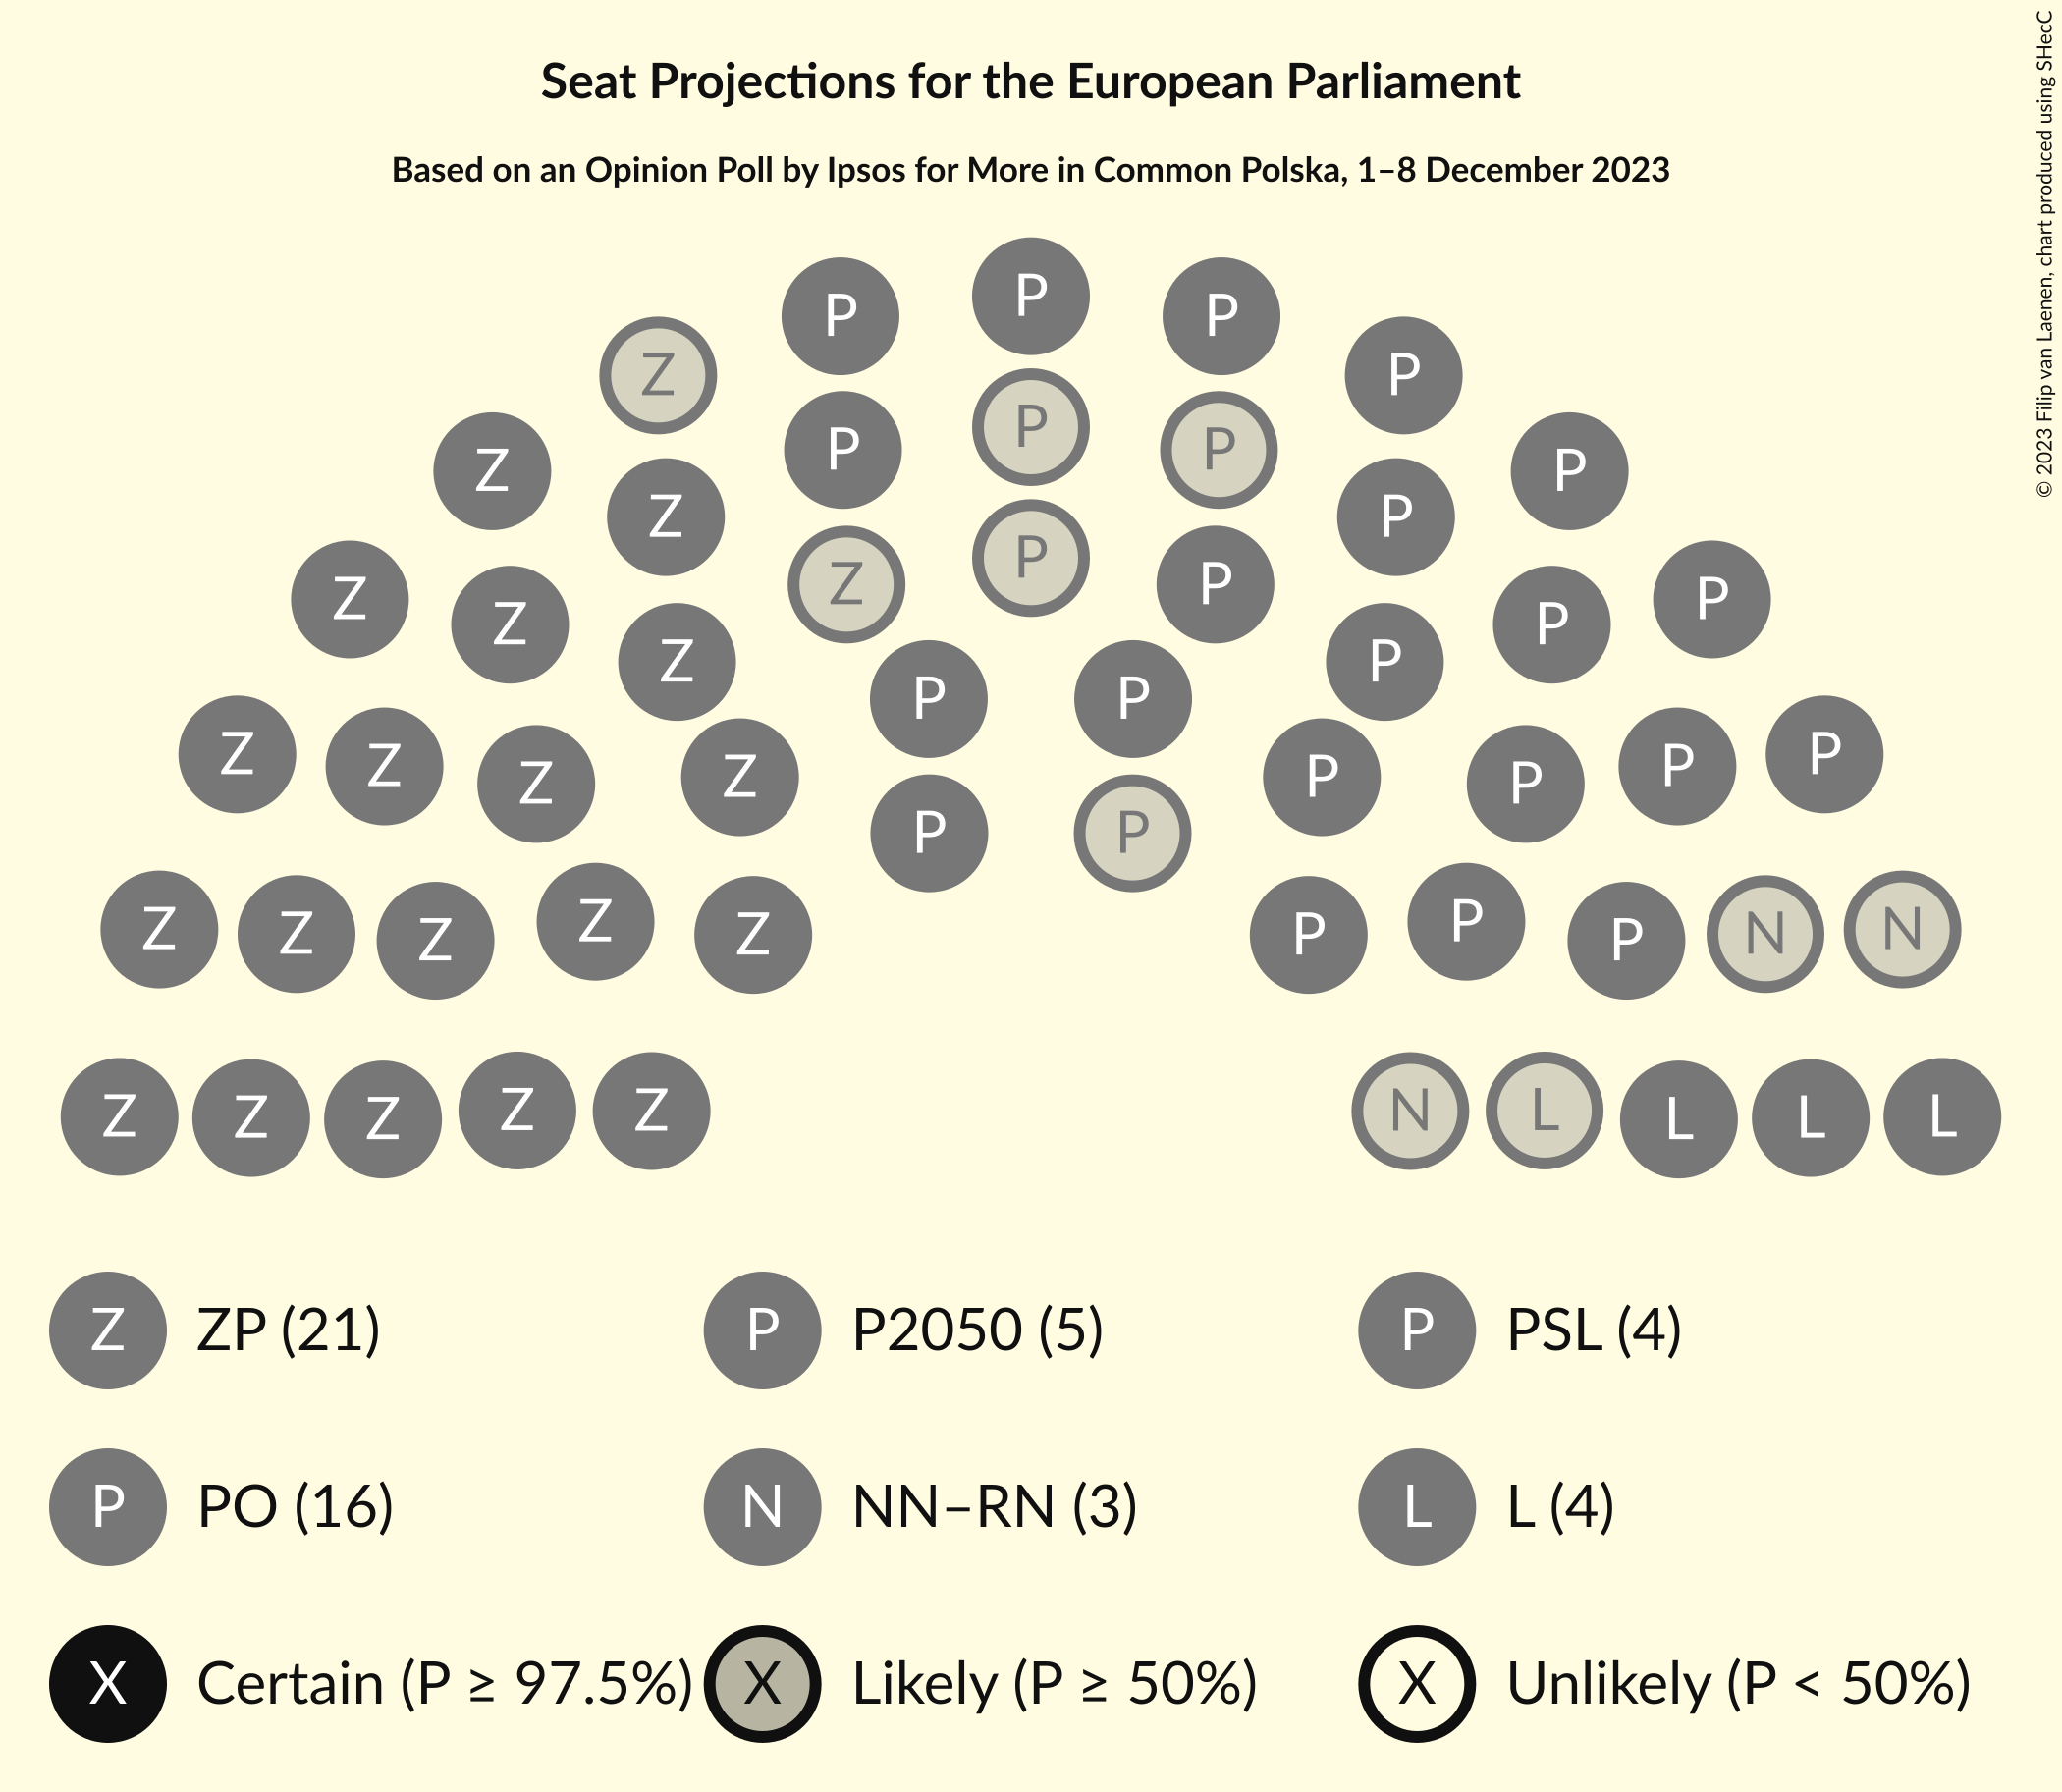 © 2023 Filip van Laenen, chart produced using SHecC
Seat Projections for the European Parliament
Based on an Opinion Poll by Ipsos for More in Common Polska, 1–8 December 2023
P P P
Z P
Z P P P P
Z P
Z Z Z P P P P
Z P P P
Z Z Z Z P P P P
P P
Z Z Z Z Z P P P N N
Z Z Z Z Z N L L L L
Z ZP (21) P P2050 (5) P PSL (4)
P PO (16) N NN–RN (3) L L (4)
X Certain (P ≥ 97.5%) X Likely (P ≥ 50%) X Unlikely (P < 50%)